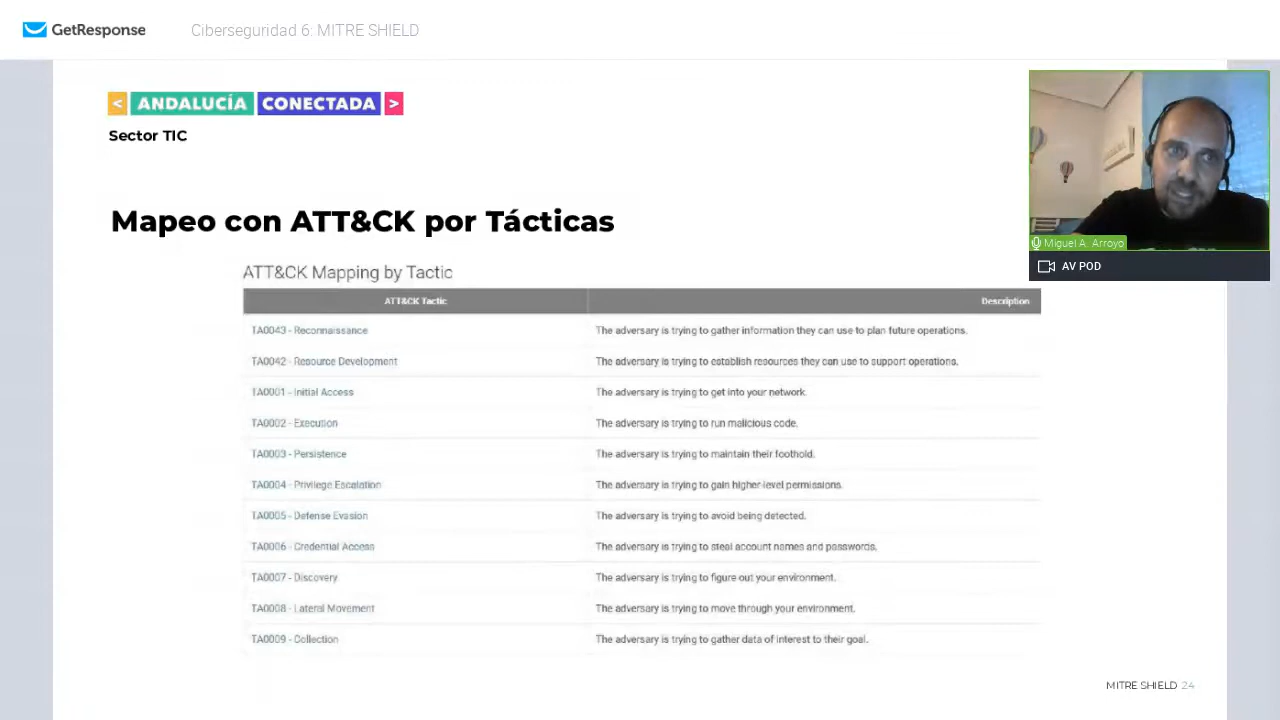 GetResponse
Ciberseguridad 6: MITRE SHIELD
< ANDALUCÍA CONECTADA >
Sector TIC
Miguel A. Arroyo
AV POD
Mapeo con ATT&CK por Tácticas
ATT&CK Mapping by Tactic
ATT&CK Tactic Description
TA0043 - Reconnaissance The adversary is trying to gather information they can use to plan future operations.
TA0042 - Resource Development The adversary is trying to establish resources they can use to support operations.
TA0001 - Initial Access The adversary is trying to get into your network.
TA0002 - Execution The adversary is trying to run malicious code.
TA0003 - Persistence The adversary is trying to maintain their foothold.
TA0004 - Privilege Escalation The adversary is trying to gain higher-level permissions.
TA0005 - Defense Evasion The adversary is trying to avoid being detected.
TA0006 - Credential Access The adversary is trying to steal account names and passwords.
TA0007 - Discovery The adversary is trying to figure out your environment.
TA0008 - Lateral Movement The adversary is trying to move through your environment.
TA0009 - Collection The adversary is trying to gather data of interest to their goal.
MITRE SHIELD 24